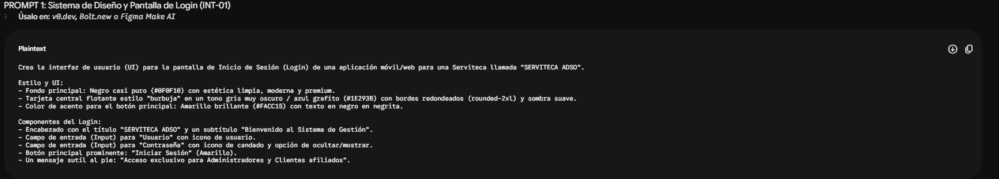 PROMPT 1: Sistema de Diseño y Pantalla de Login (INT-01)
Úsalo en: v0.dev, Bolt.new o Figma Make AI
Plaintext
Crea la interfaz de usuario (UI) para la pantalla de Inicio de Sesión (Login) de una aplicación móvil/web para una Serviteca llamada "SERVITECA ADSO".
Estilo y UI:
- Fondo principal: Negro casi puro (#0F0F10) con estética limpia, moderna y premium.
- Tarjeta central flotante estilo "burbuja" en un tono gris muy oscuro / azul grafito (#1E293B) con bordes redondeados (rounded-2xl) y sombra suave.
- Color de acento para el botón principal: Amarillo brillante (#FACC15) con texto en negro en negrita.
Componentes del Login:
- Encabezado con el título "SERVITECA ADSO" y un subtítulo "Bienvenido al Sistema de Gestión".
- Campo de entrada (Input) para "Usuario" con icono de usuario.
- Campo de entrada (Input) para "Contraseña" con icono de candado y opción de ocultar/mostrar.
- Botón principal prominente: "Iniciar Sesión" (Amarillo).
- Un mensaje sutil al pie: "Acceso exclusivo para Administradores y Clientes afiliados".